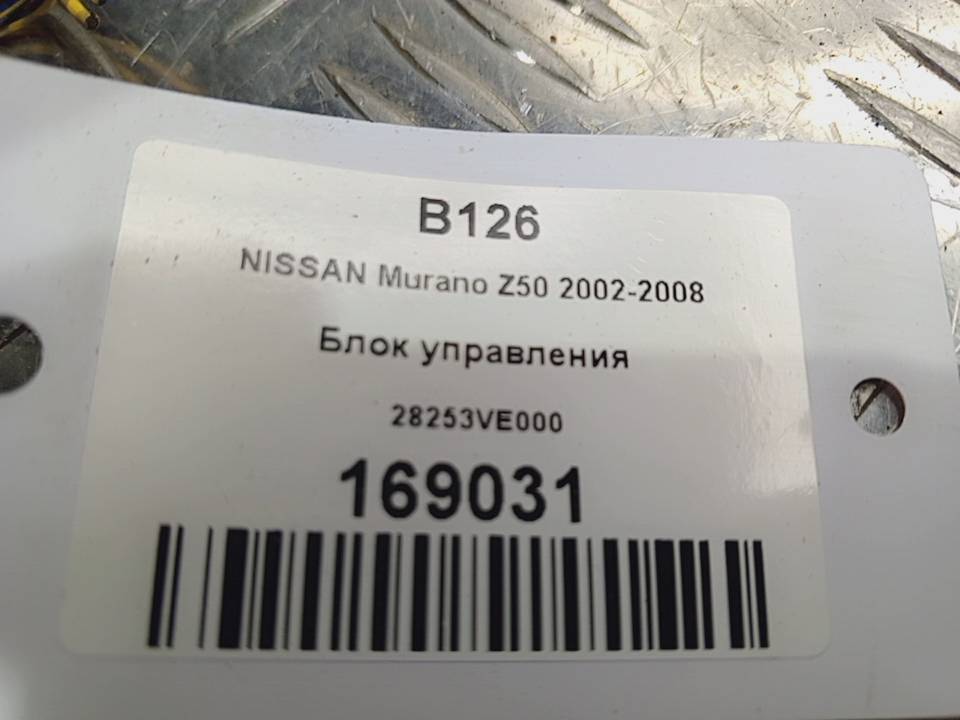 B126
NISSAN Murano Z50 2002-2008
Блок управления
28253VE000
169031